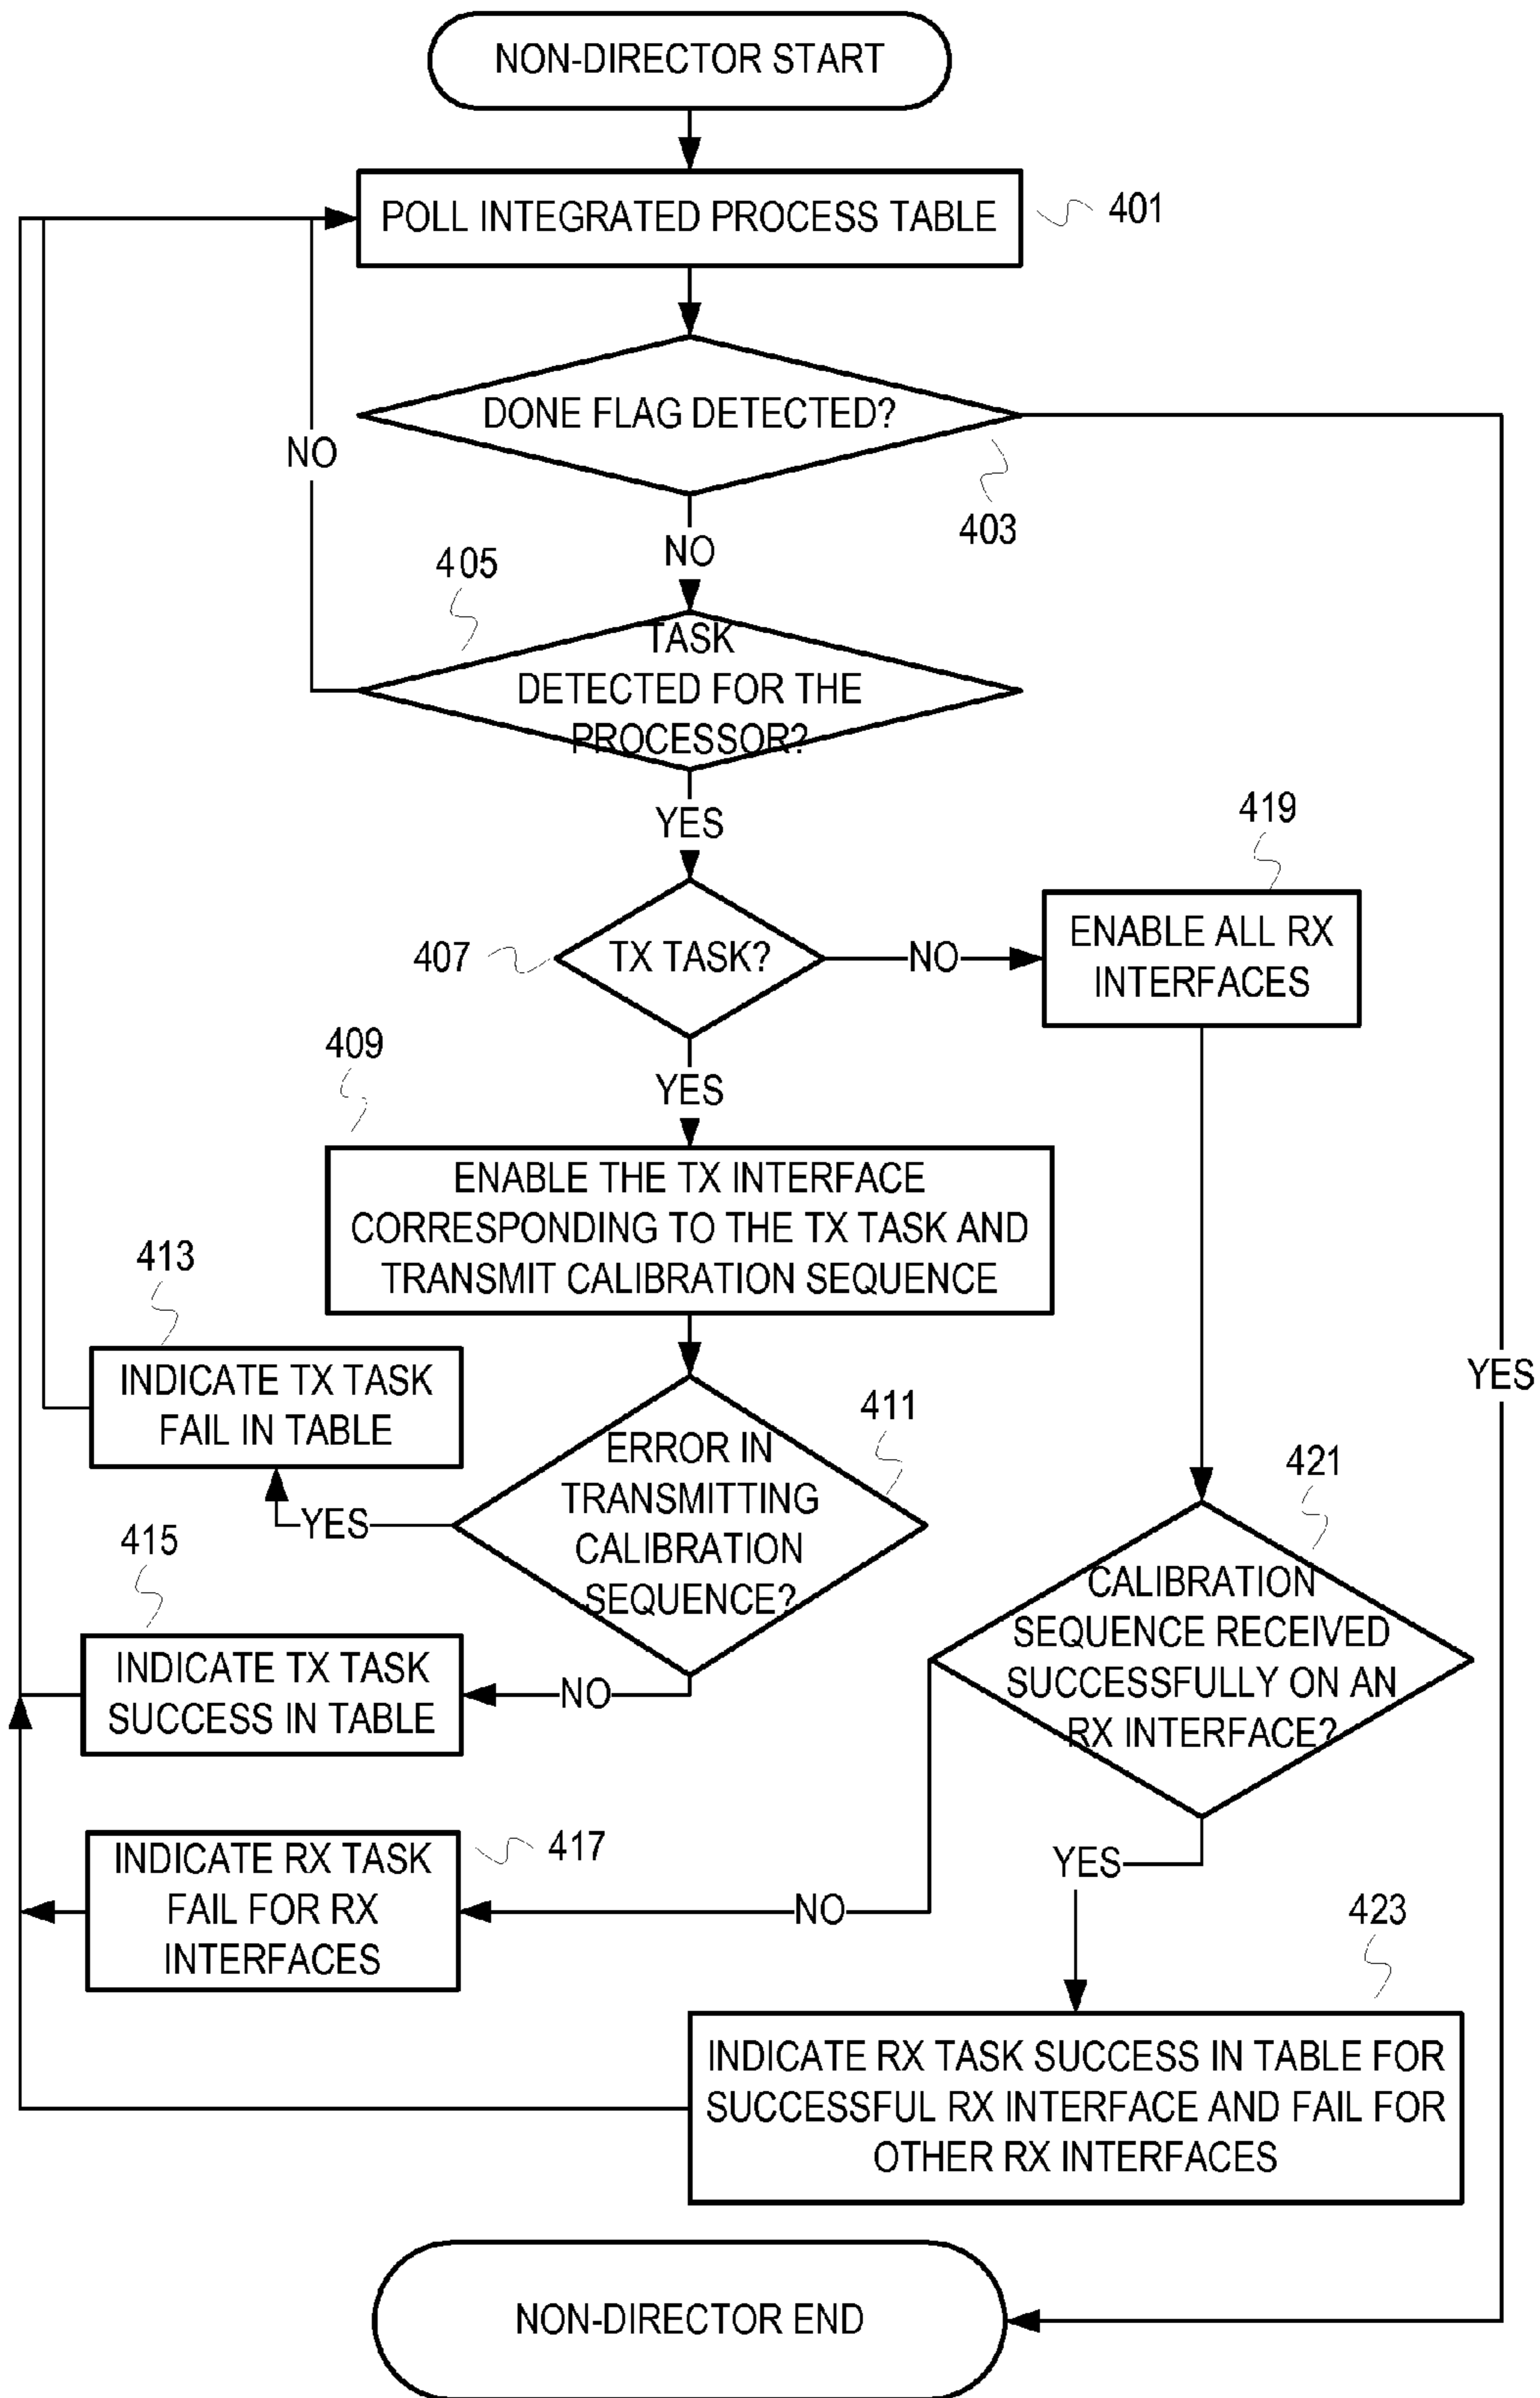 NON-DIRECTOR START
POLL INTEGRATED PROCESS TABLE
401
DONE FLAG DETECTED?
403
NO
NO
405
TASK
DETECTED FOR THE
PROCESSOR?
YES
419
407
TX TASK?
NO
ENABLE ALL RX
INTERFACES
409
YES
ENABLE THE TX INTERFACE
CORRESPONDING TO THE TX TASK AND
TRANSMIT CALIBRATION SEQUENCE
413
INDICATE TX TASK
FAIL IN TABLE
YES
411
ERROR IN
TRANSMITTING
CALIBRATION
SEQUENCE?
YES
421
415
INDICATE TX TASK
SUCCESS IN TABLE
NO
CALIBRATION
SEQUENCE RECEIVED
SUCCESSFULLY ON AN
RX INTERFACE?
INDICATE RX TASK
FAIL FOR RX
INTERFACES
417
NO
YES
423
INDICATE RX TASK SUCCESS IN TABLE FOR
SUCCESSFUL RX INTERFACE AND FAIL FOR
OTHER RX INTERFACES
NON-DIRECTOR END